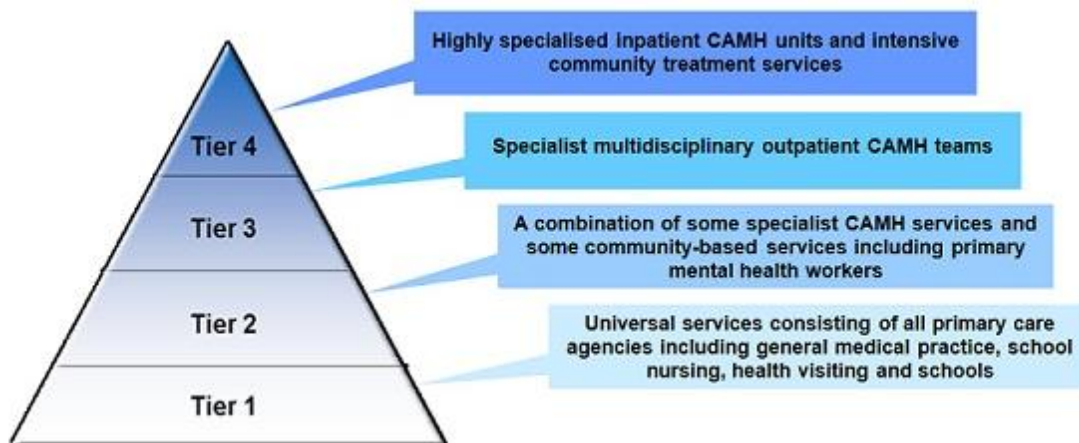 Highly specialised inpatient CAMH units and intensive
community treatment services
Tier 4
Specialist multidisciplinary outpatient CAMH teams
Tier 3
A combination of some specialist CAMH services and
some community-based services including primary
mental health workers
Tier 2
Universal services consisting of all primary care
agencies including general medical practice, school
nursing, health visiting and schools
Tier 1